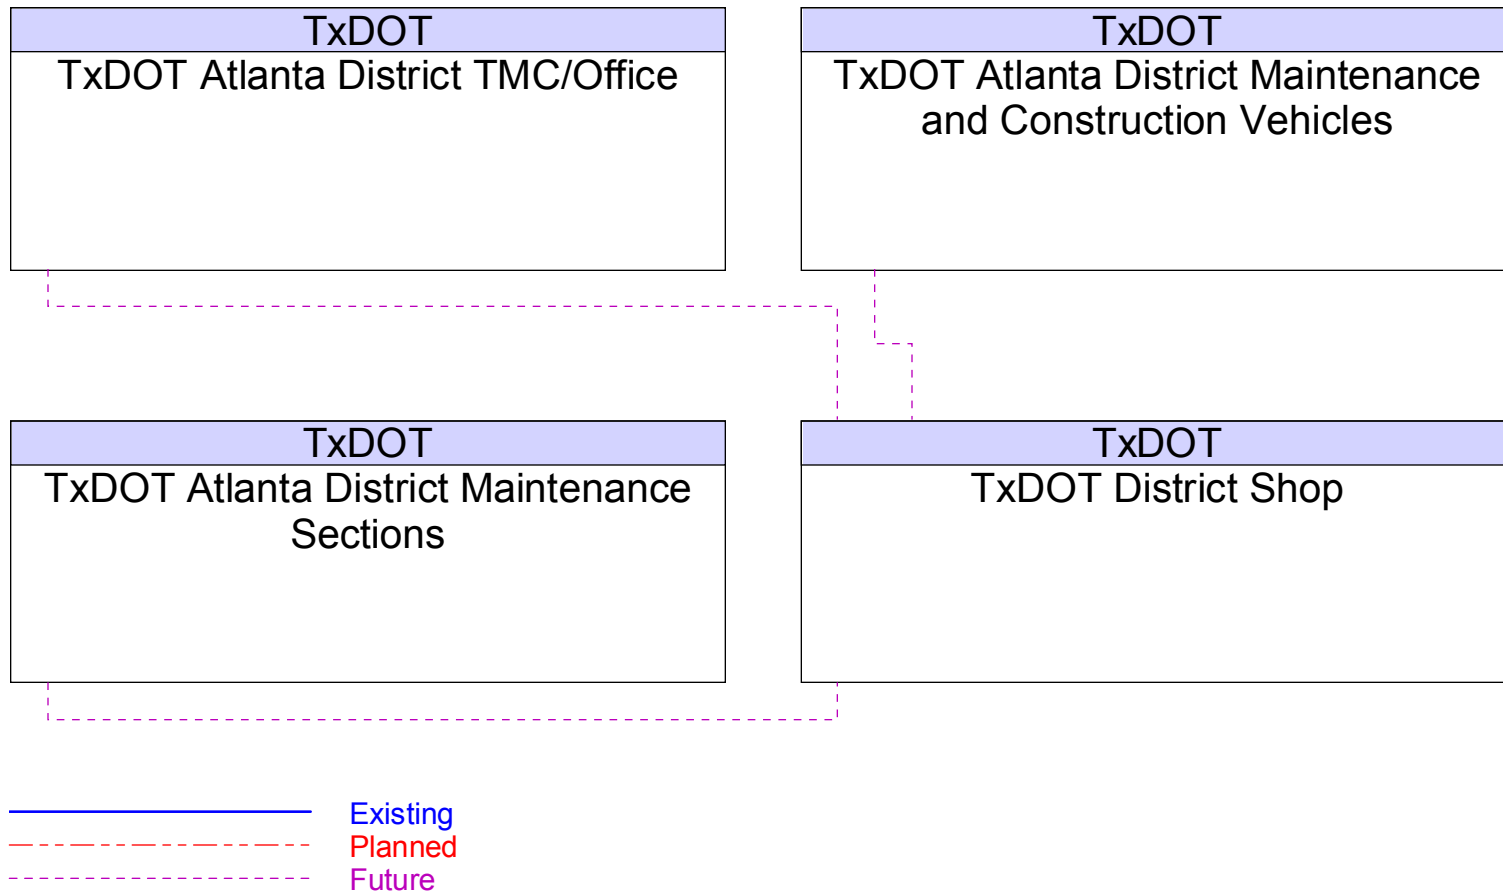 TxDOT
TxDOT Atlanta District TMC/Office
TxDOT
TxDOT Atlanta District Maintenance
and Construction Vehicles
TxDOT
TxDOT Atlanta District Maintenance
Sections
TxDOT
TxDOT District Shop
Existing
Planned
Future